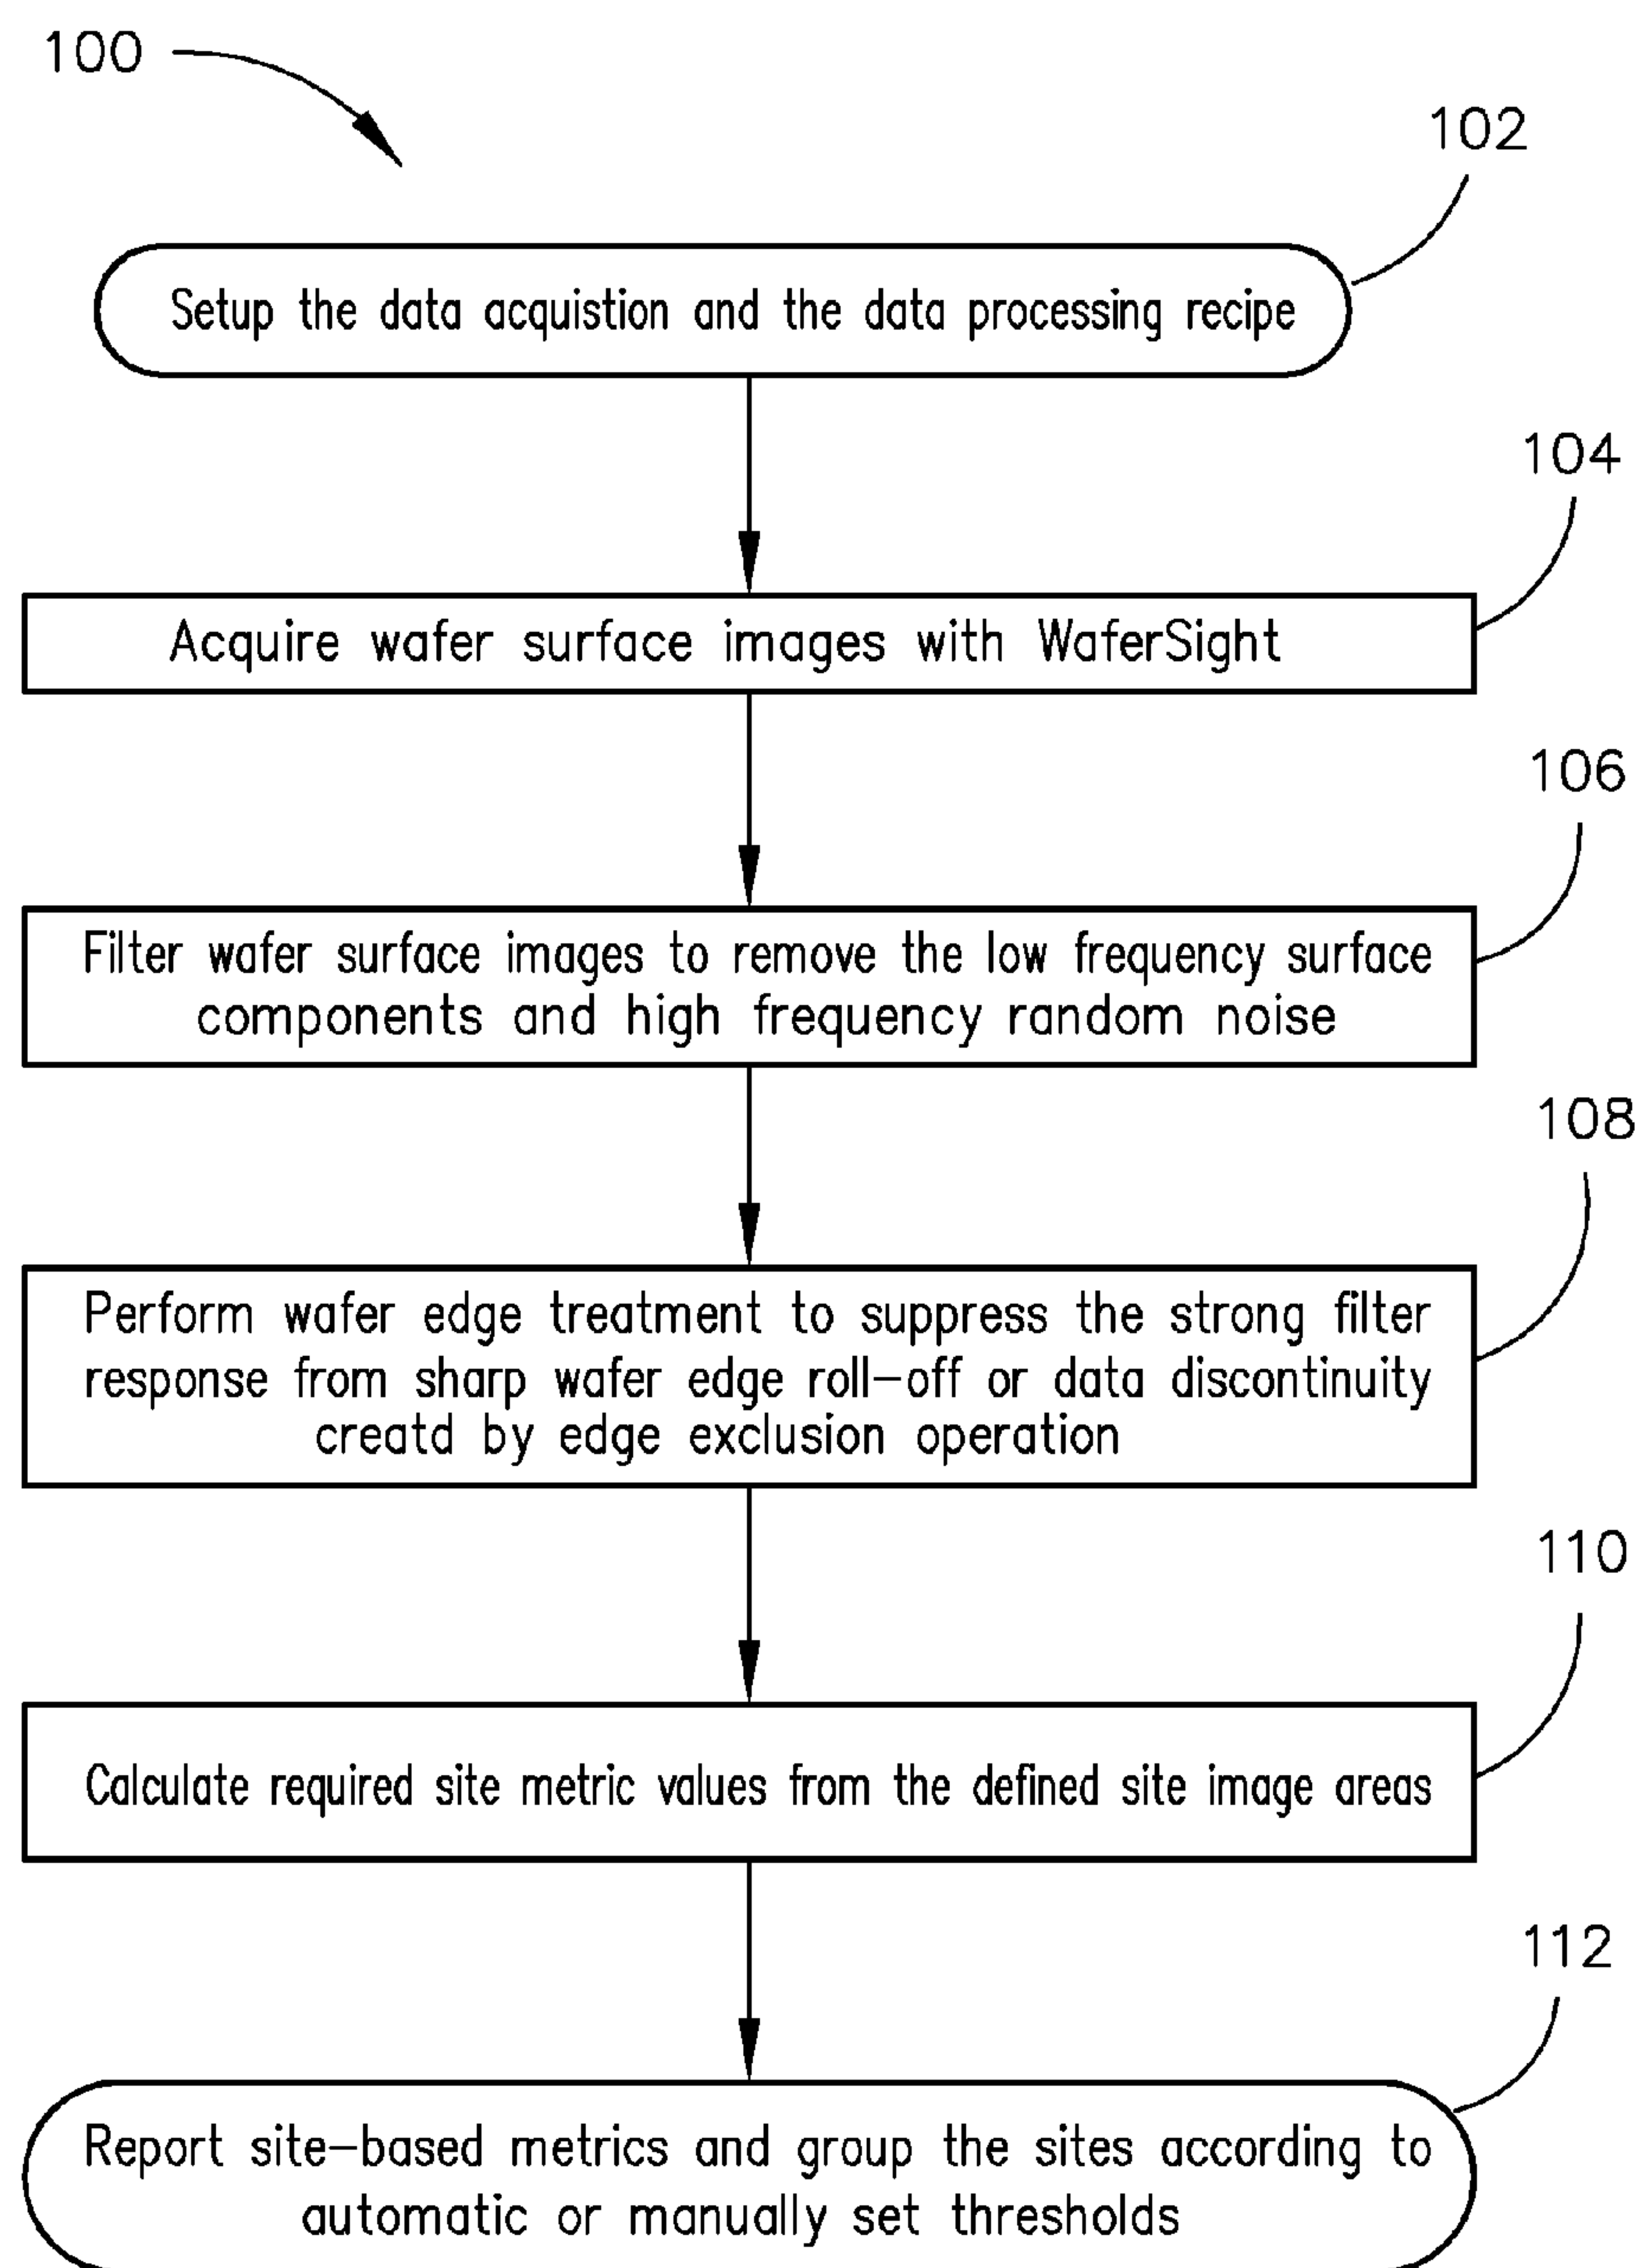 100
102
Setup the data acquistion and the data processing recipe
104
Acquire wafer surface images with WaferSight
106
Filter wafer surface images to remove the low frequency surface
components and high frequency random noise
108
Perform wafer edge treatment to suppress the strong filter
response from sharp wafer edge roll-off or data discontinuity
creatd by edge exclusion operation
110
Calculate required site metric values from the defined site image areas
112
Report site-based metrics and group the sites according to
automatic or manually set thresholds